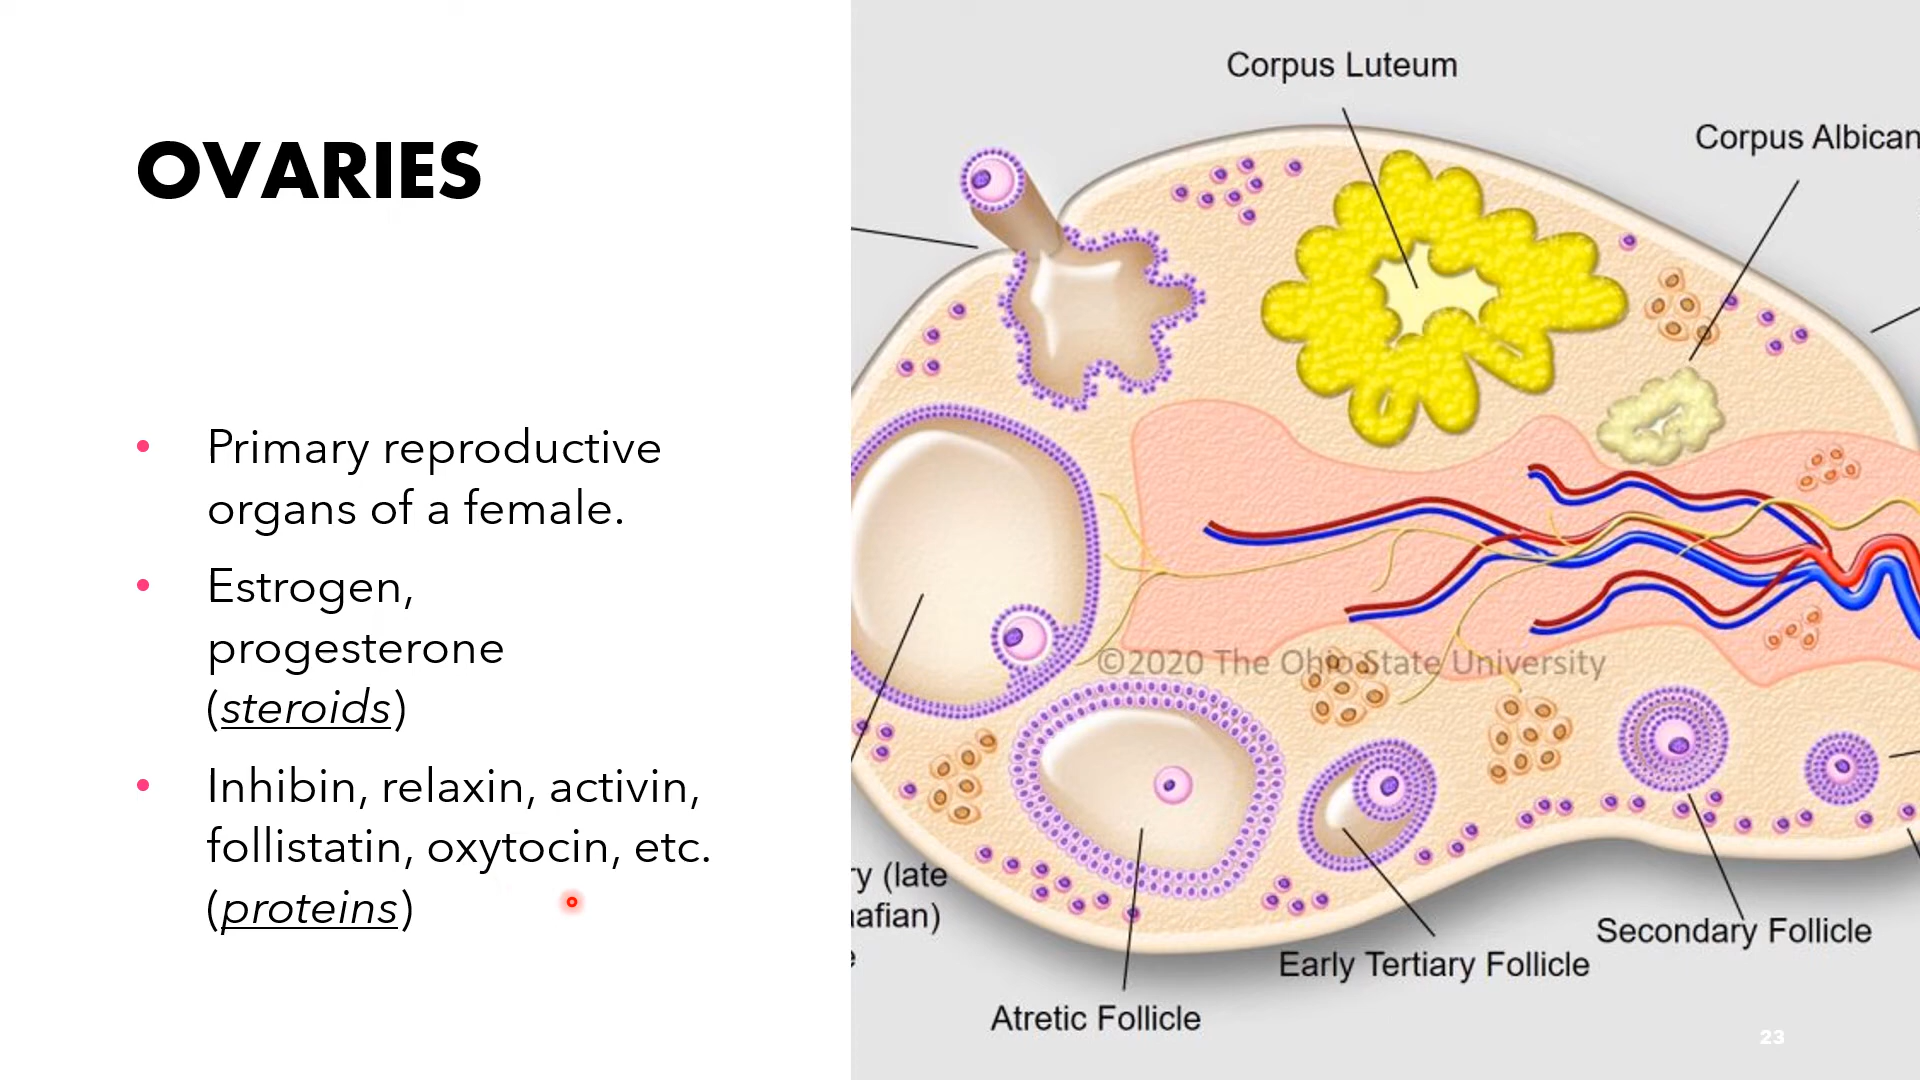 OVARIES
• Primary reproductive
organs of a female.
• Estrogen,
progesterone
(steroids)
• Inhibin, relaxin, activin,
follistatin, oxytocin, etc.
(proteins)
Corpus Luteum
Corpus Albican
©2020 The Ohio State University
ry (late
afian)
Secondary Follicle
Early Tertiary Follicle
Atretic Follicle
23